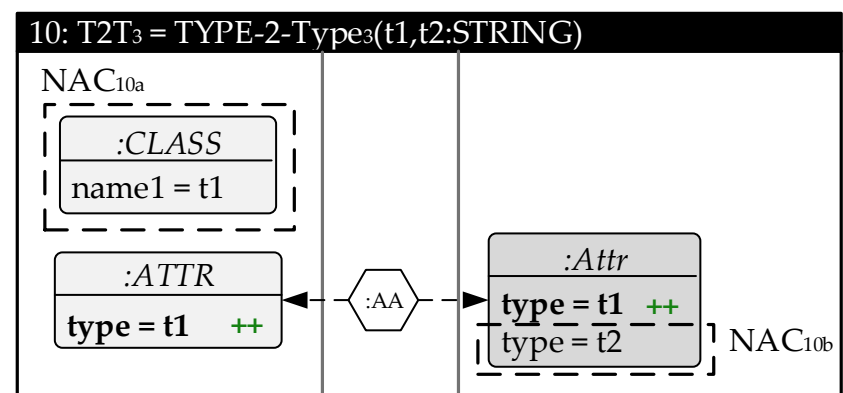 10: T2T₃ = TYPE-2-Type₃(t1,t2:STRING)
NAC₁₀ₐ
:CLASS
name1 = t1
:ATTR
type = t1 ++
:AA
:Attr
type = t1 ++
type = t2
NAC₁₀b